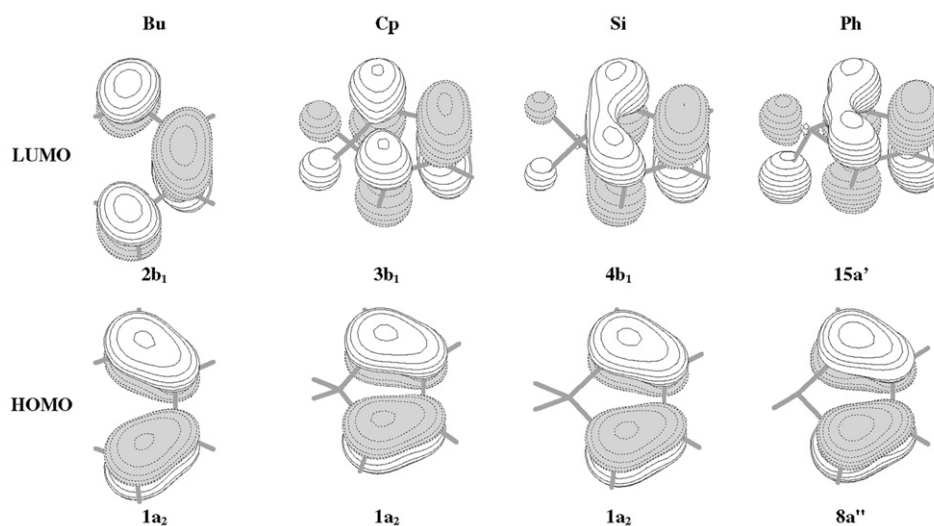 Bu Cp Si Ph
LUMO
2b₁ 3b₁ 4b₁ 15a’
HOMO
1a₂ 1a₂ 1a₂ 8a"